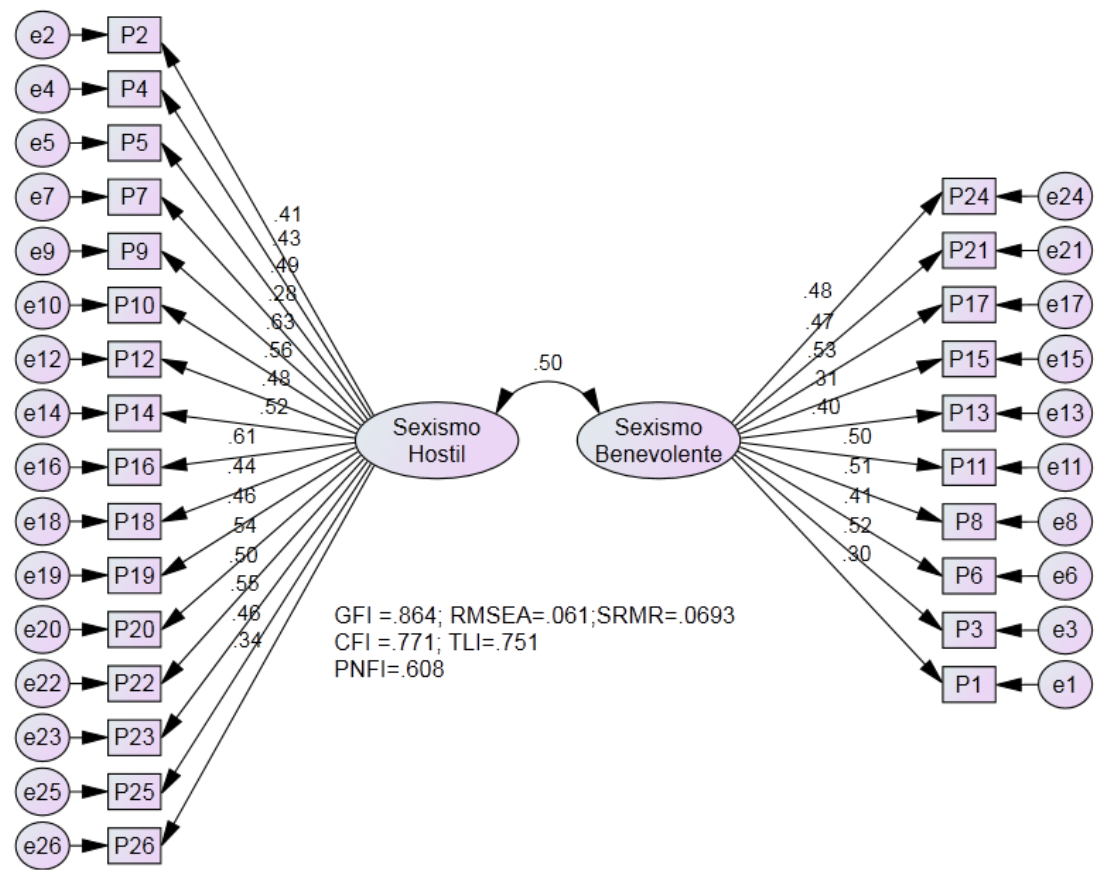 e2 P2
e4 P4
e5 P5
e7 P7
e9 P9
e10 P10
e12 P12
e14 P14
e16 P16
e18 P18
e19 P19
e20 P20
e22 P22
e23 P23
e25 P25
e26 P26
.41
.43
.49
.28
.63
.56
.48
.52
.61
.44
.46
.54
.50
.55
.46
.34
Sexismo
Hostil
.50
Sexismo
Benevolente
.48
.47
.53
.31
.40
.50
.51
.41
.52
.30
P24 e24
P21 e21
P17 e17
P15 e15
P13 e13
P11 e11
P8 e8
P6 e6
P3 e3
P1 e1
GFI =.864; RMSEA=.061;SRMR=.0693
CFI =.771; TLI=.751
PNFI=.608